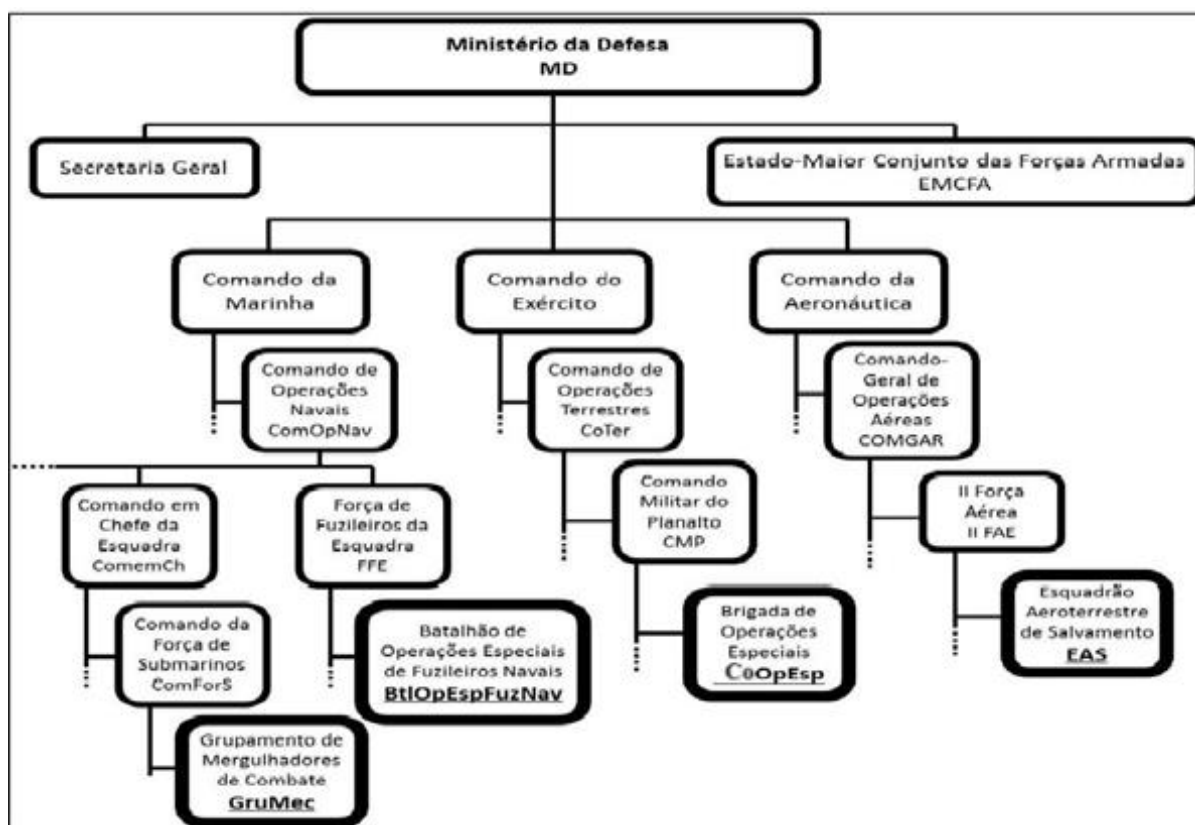 Ministério da Defesa
MD
Secretaria Geral
Estado-Maior Conjunto das Forças Armadas
EMCFA
Comando da
Marinha
Comando do
Exército
Comando da
Aeronáutica
Comando de
Operações
Navais
ComOpNav
Comando de
Operações
Terrestres
CoTer
Comando-
Geral de
Operações
Aéreas
COMGAR
Comando em
Chefe da
Esquadra
ComemCh
Força de
Fuzileiros da
Esquadra
FFE
Comando
Militar do
Planalto
CMP
II Força
Aérea
II FAE
Comando da
Força de
Submarinos
ComForS
Batalhão de
Operações Especiais
de Fuzileiros Navais
BtlOpEspFuzNav
Brigada de
Operações
Especiais
CoOpEsp
Esquadrão
Aeroterrestre
de Salvamento
EAS
Grupamento de
Mergulhadores
de Combate
GruMec